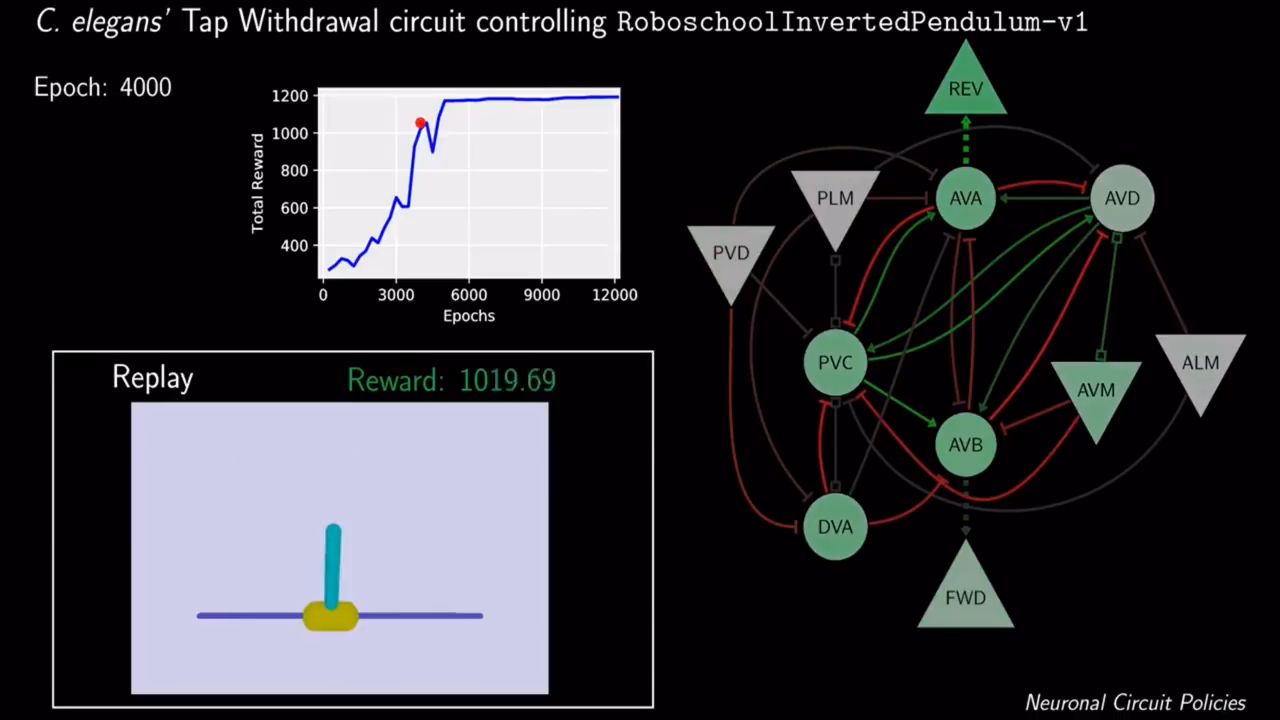 C. elegans' Tap Withdrawal circuit controlling RoboschoolInvertedPendulum-v1
Epoch: 4000
1200
1000
800
600
400
Total Reward
0 3000 6000 9000 12000
Epochs
Replay Reward: 1019.69
REV
PLM
AVA
AVD
PVD
PVC
ALM
AVM
AVB
DVA
FWD
Neuronal Circuit Policies